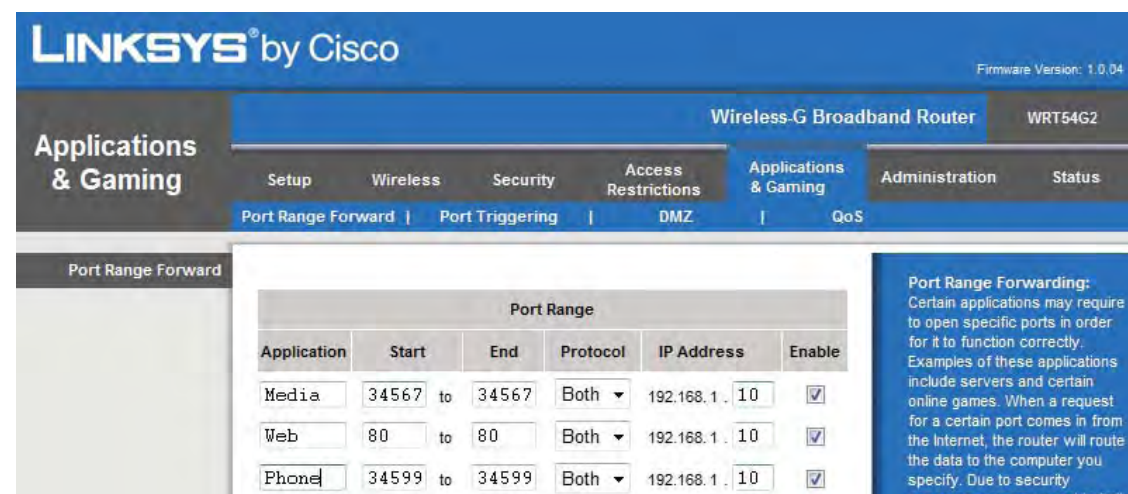 LINKSYS® by Cisco
Firmware Version: 1.0.04
Wireless-G Broadband Router WRT54G2
Applications & Gaming
Setup Wireless Security Access Restrictions Applications & Gaming Administration Status
Port Range Forward | Port Triggering | DMZ | QoS
Port Range Forward
Port Range
Application Start End Protocol IP Address Enable
Media 34567 to 34567 Both 192.168.1. 10
Web 80 to 80 Both 192.168.1. 10
Phone 34599 to 34599 Both 192.168.1. 10
Port Range Forwarding:
Certain applications may require
to open specific ports in order
for it to function correctly.
Examples of these applications
include servers and certain
online games. When a request
for a certain port comes in from
the Internet, the router will route
the data to the computer you
specify. Due to security